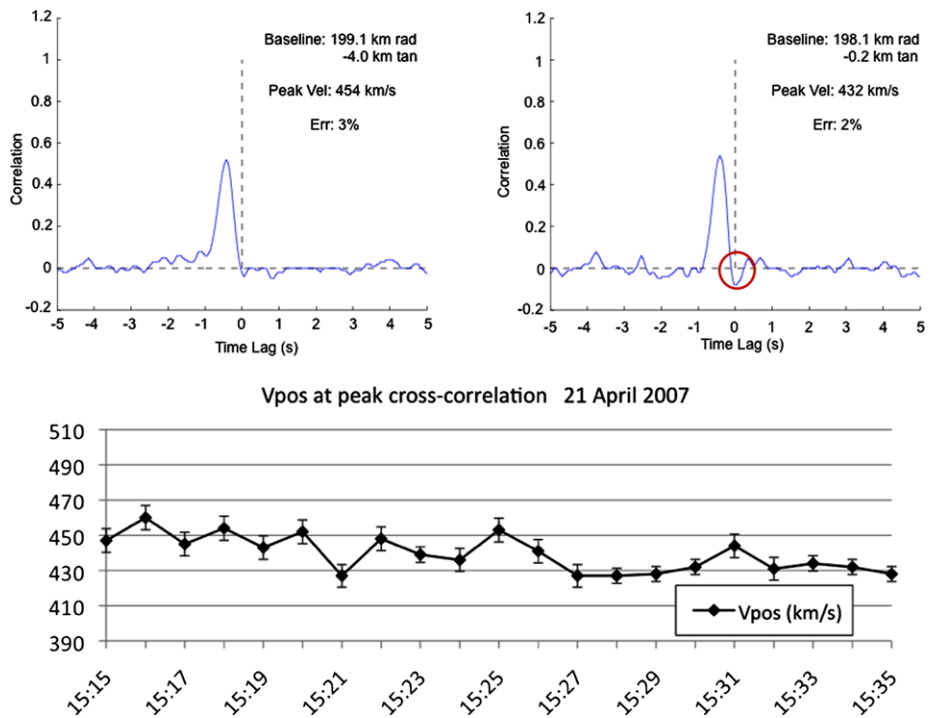 Baseline: 199.1 km rad
-4.0 km tan
Peak Vel: 454 km/s
Err: 3%
1.2
1
0.8
0.6
0.4
0.2
0
-0.2
Correlation
-5 -4 -3 -2 -1 0 1 2 3 4 5
Time Lag (s)
Baseline: 198.1 km rad
-0.2 km tan
Peak Vel: 432 km/s
Err: 2%
1.2
1
0.8
0.6
0.4
0.2
0
-0.2
Correlation
-5 -4 -3 -2 -1 0 1 2 3 4 5
Time Lag (s)
Vpos at peak cross-correlation 21 April 2007
510
490
470
450
430
410
390
Vpos (km/s)
15:15 15:17 15:19 15:21 15:23 15:25 15:27 15:29 15:31 15:33 15:35